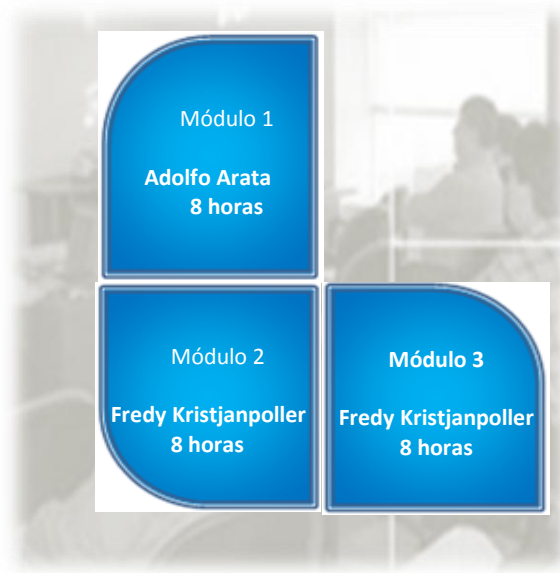 Módulo 1
Adolfo Arata
8 horas
Módulo 2
Fredy Kristjanpoller
8 horas
Módulo 3
Fredy Kristjanpoller
8 horas